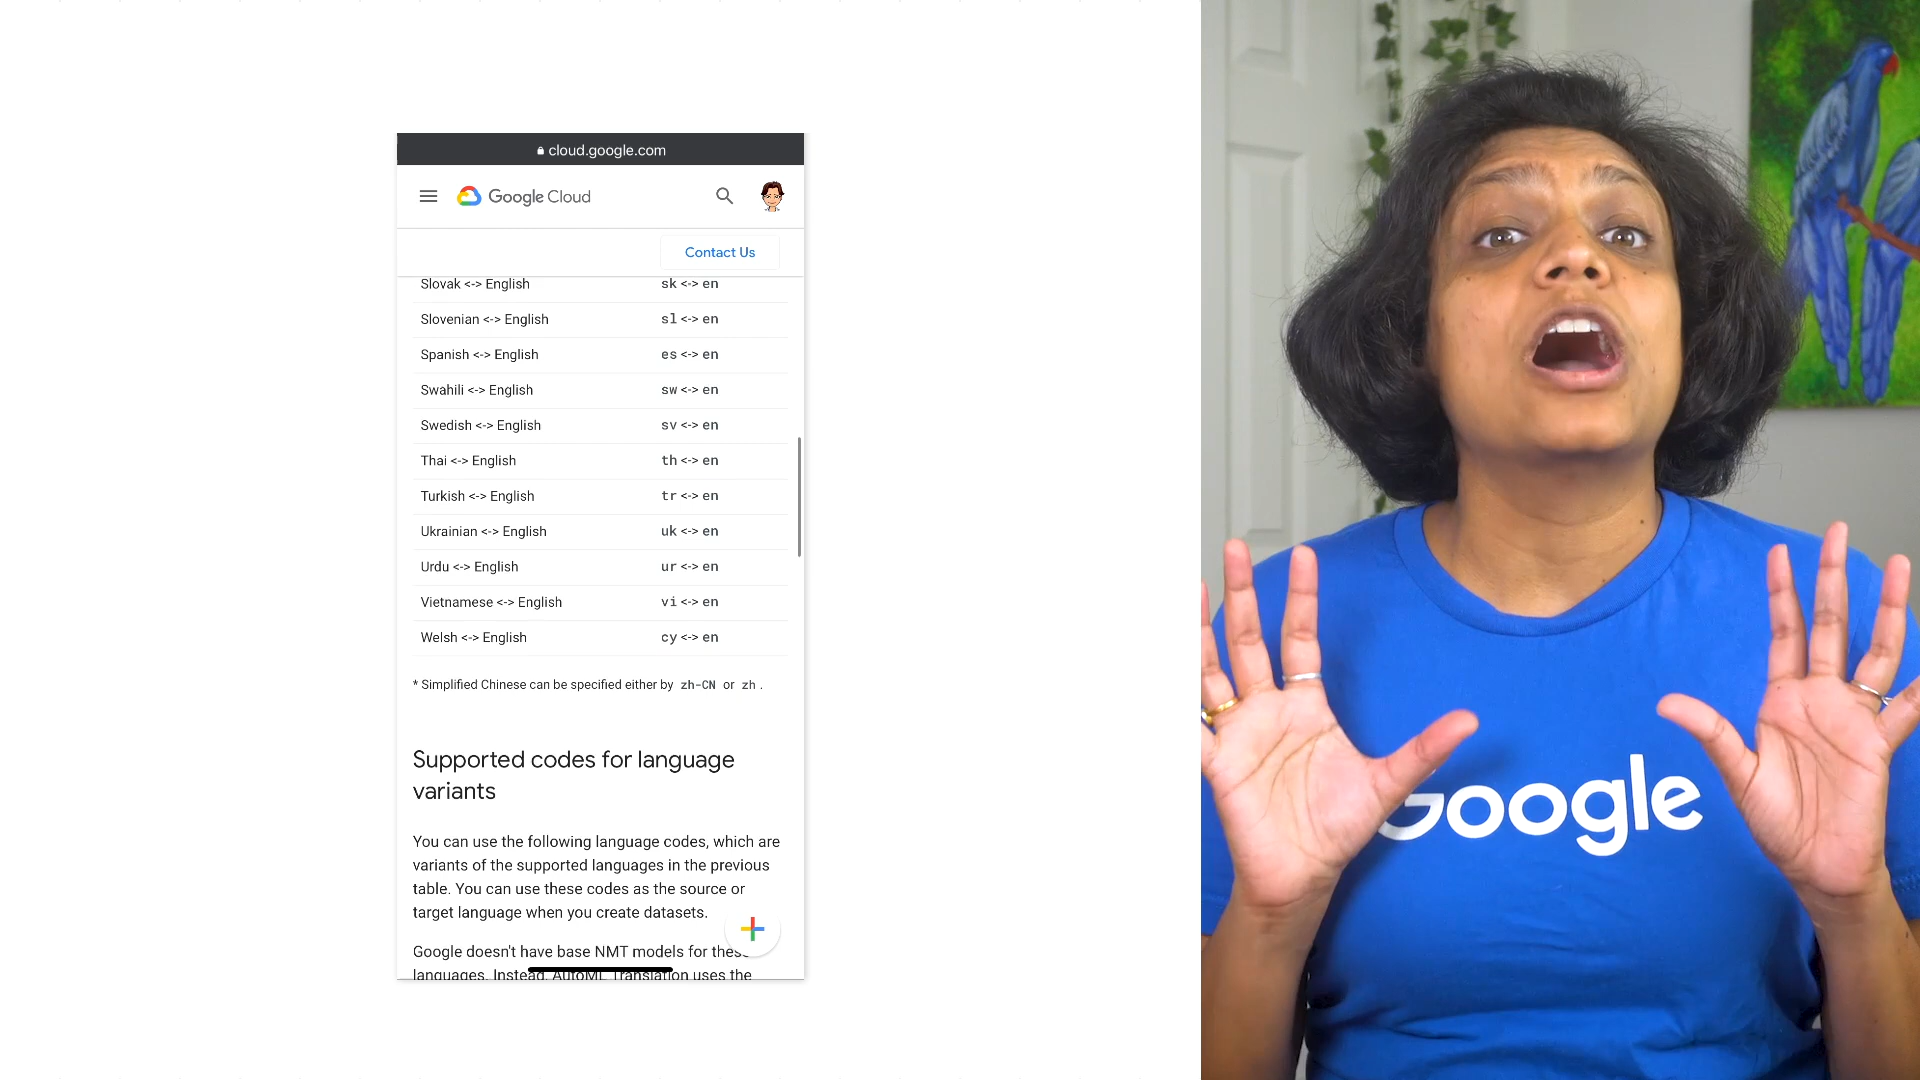 cloud.google.com
Google Cloud
Contact Us
Slovak <-> English sk <-> en
Slovenian <-> English sl <-> en
Spanish <-> English es <-> en
Swahili <-> English sw <-> en
Swedish <-> English sv <-> en
Thai <-> English th <-> en
Turkish <-> English tr <-> en
Ukrainian <-> English uk <-> en
Urdu <-> English ur <-> en
Vietnamese <-> English vi <-> en
Welsh <-> English cy <-> en
* Simplified Chinese can be specified either by zh-CN or zh .
Supported codes for language
variants
You can use the following language codes, which are
variants of the supported languages in the previous
table. You can use these codes as the source or
target language when you create datasets.
Google doesn't have base NMT models for these
languages. Instead, AutoML Translation uses the
Google